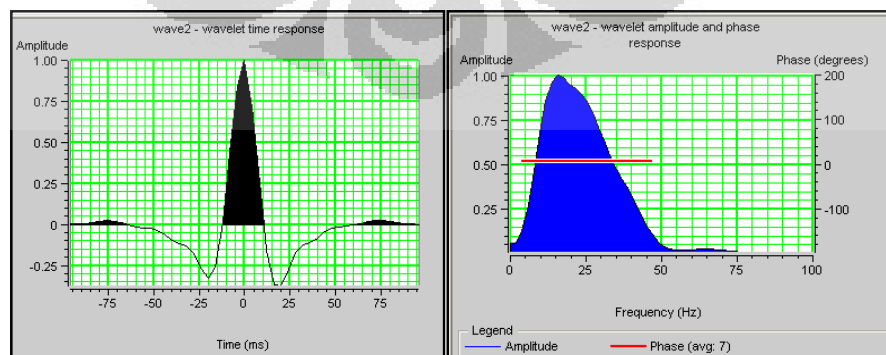 wave2 - wavelet time response
Amplitude
1.00
0.75
0.50
0.25
0
-0.25
-75 -50 -25 0 25 50 75
Time (ms)
wave2 - wavelet amplitude and phase
response
Amplitude Phase (degrees)
1.00 200
0.75 100
0.50 0
0.25 -100
0 25 50 75 100
Frequency (Hz)
Legend
Amplitude Phase (avg: 7)